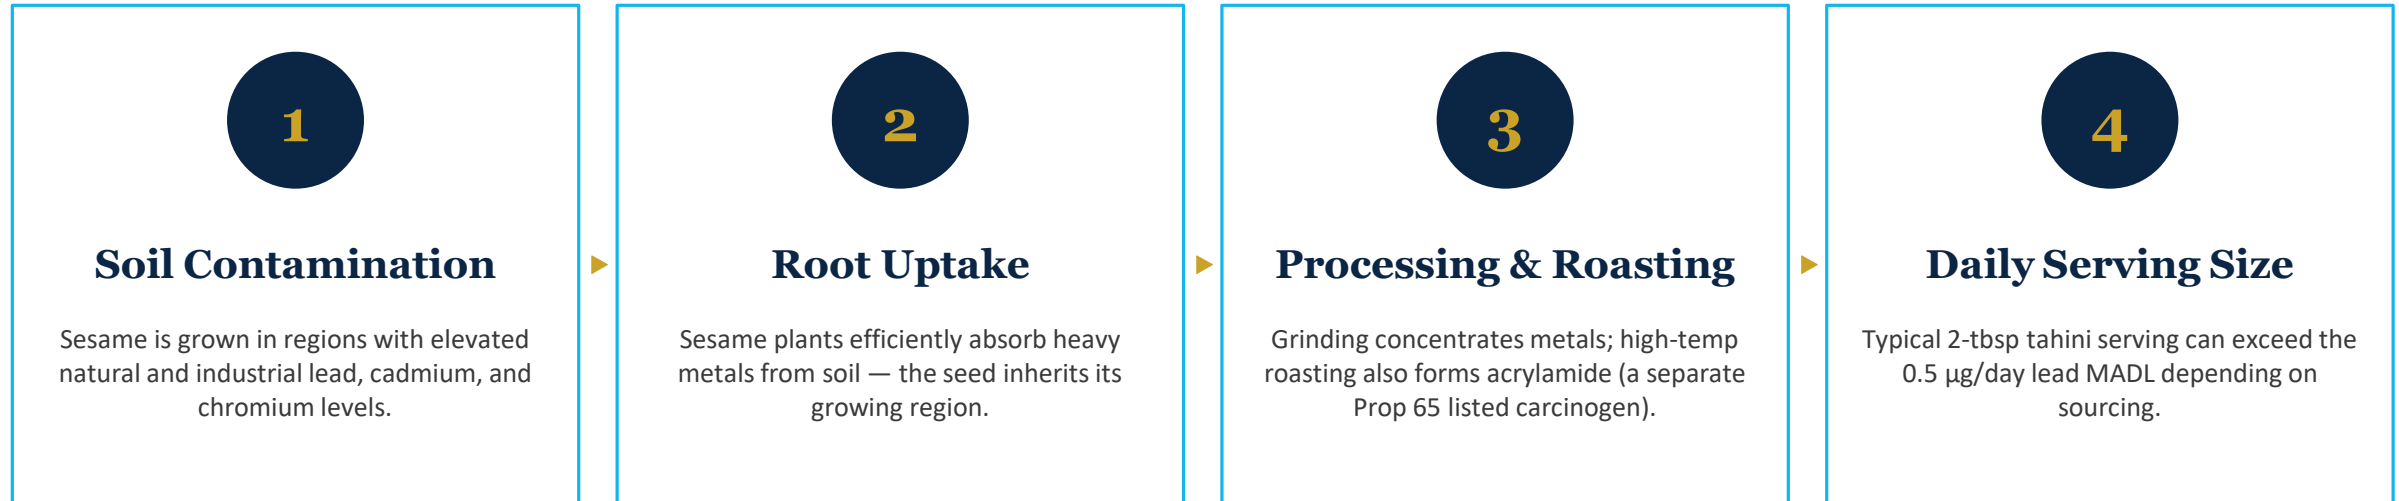 1
Soil Contamination
Sesame is grown in regions with elevated
natural and industrial lead, cadmium, and
chromium levels.
2
Root Uptake
Sesame plants efficiently absorb heavy
metals from soil — the seed inherits its
growing region.
3
Processing & Roasting
Grinding concentrates metals; high-temp
roasting also forms acrylamide (a separate
Prop 65 listed carcinogen).
4
Daily Serving Size
Typical 2-tbsp tahini serving can exceed the
0.5 µg/day lead MADL depending on
sourcing.